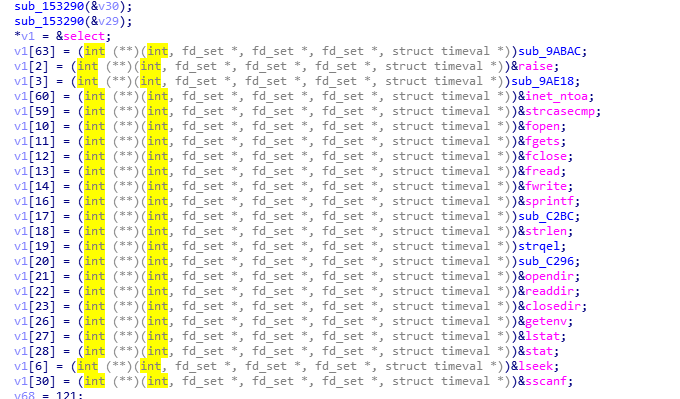 sub_153290(&v30);
sub_153290(&v29);
*v1 = &select;
v1[63] = (int (**)(int, fd_set *, fd_set *, fd_set *, struct timeval *))sub_9ABAC;
v1[2] = (int (**)(int, fd_set *, fd_set *, fd_set *, struct timeval *))&raise;
v1[3] = (int (**)(int, fd_set *, fd_set *, fd_set *, struct timeval *))sub_9AE18;
v1[60] = (int (**)(int, fd_set *, fd_set *, fd_set *, struct timeval *))&inet_ntoa;
v1[59] = (int (**)(int, fd_set *, fd_set *, fd_set *, struct timeval *))&strcasecmp;
v1[10] = (int (**)(int, fd_set *, fd_set *, fd_set *, struct timeval *))&fopen;
v1[11] = (int (**)(int, fd_set *, fd_set *, fd_set *, struct timeval *))&fgets;
v1[12] = (int (**)(int, fd_set *, fd_set *, fd_set *, struct timeval *))&fclose;
v1[13] = (int (**)(int, fd_set *, fd_set *, fd_set *, struct timeval *))&fread;
v1[14] = (int (**)(int, fd_set *, fd_set *, fd_set *, struct timeval *))&fwrite;
v1[16] = (int (**)(int, fd_set *, fd_set *, fd_set *, struct timeval *))&sprintf;
v1[17] = (int (**)(int, fd_set *, fd_set *, fd_set *, struct timeval *))sub_C2BC;
v1[18] = (int (**)(int, fd_set *, fd_set *, fd_set *, struct timeval *))&strlen;
v1[19] = (int (**)(int, fd_set *, fd_set *, fd_set *, struct timeval *))strqel;
v1[20] = (int (**)(int, fd_set *, fd_set *, fd_set *, struct timeval *))sub_C296;
v1[21] = (int (**)(int, fd_set *, fd_set *, fd_set *, struct timeval *))&opendir;
v1[22] = (int (**)(int, fd_set *, fd_set *, fd_set *, struct timeval *))&readdir;
v1[23] = (int (**)(int, fd_set *, fd_set *, fd_set *, struct timeval *))&closedir;
v1[26] = (int (**)(int, fd_set *, fd_set *, fd_set *, struct timeval *))&getenv;
v1[27] = (int (**)(int, fd_set *, fd_set *, fd_set *, struct timeval *))&lstat;
v1[28] = (int (**)(int, fd_set *, fd_set *, fd_set *, struct timeval *))&stat;
v1[6] = (int (**)(int, fd_set *, fd_set *, fd_set *, struct timeval *))&lseek;
v1[30] = (int (**)(int, fd_set *, fd_set *, fd_set *, struct timeval *))&sscanf;
v68 = 121;